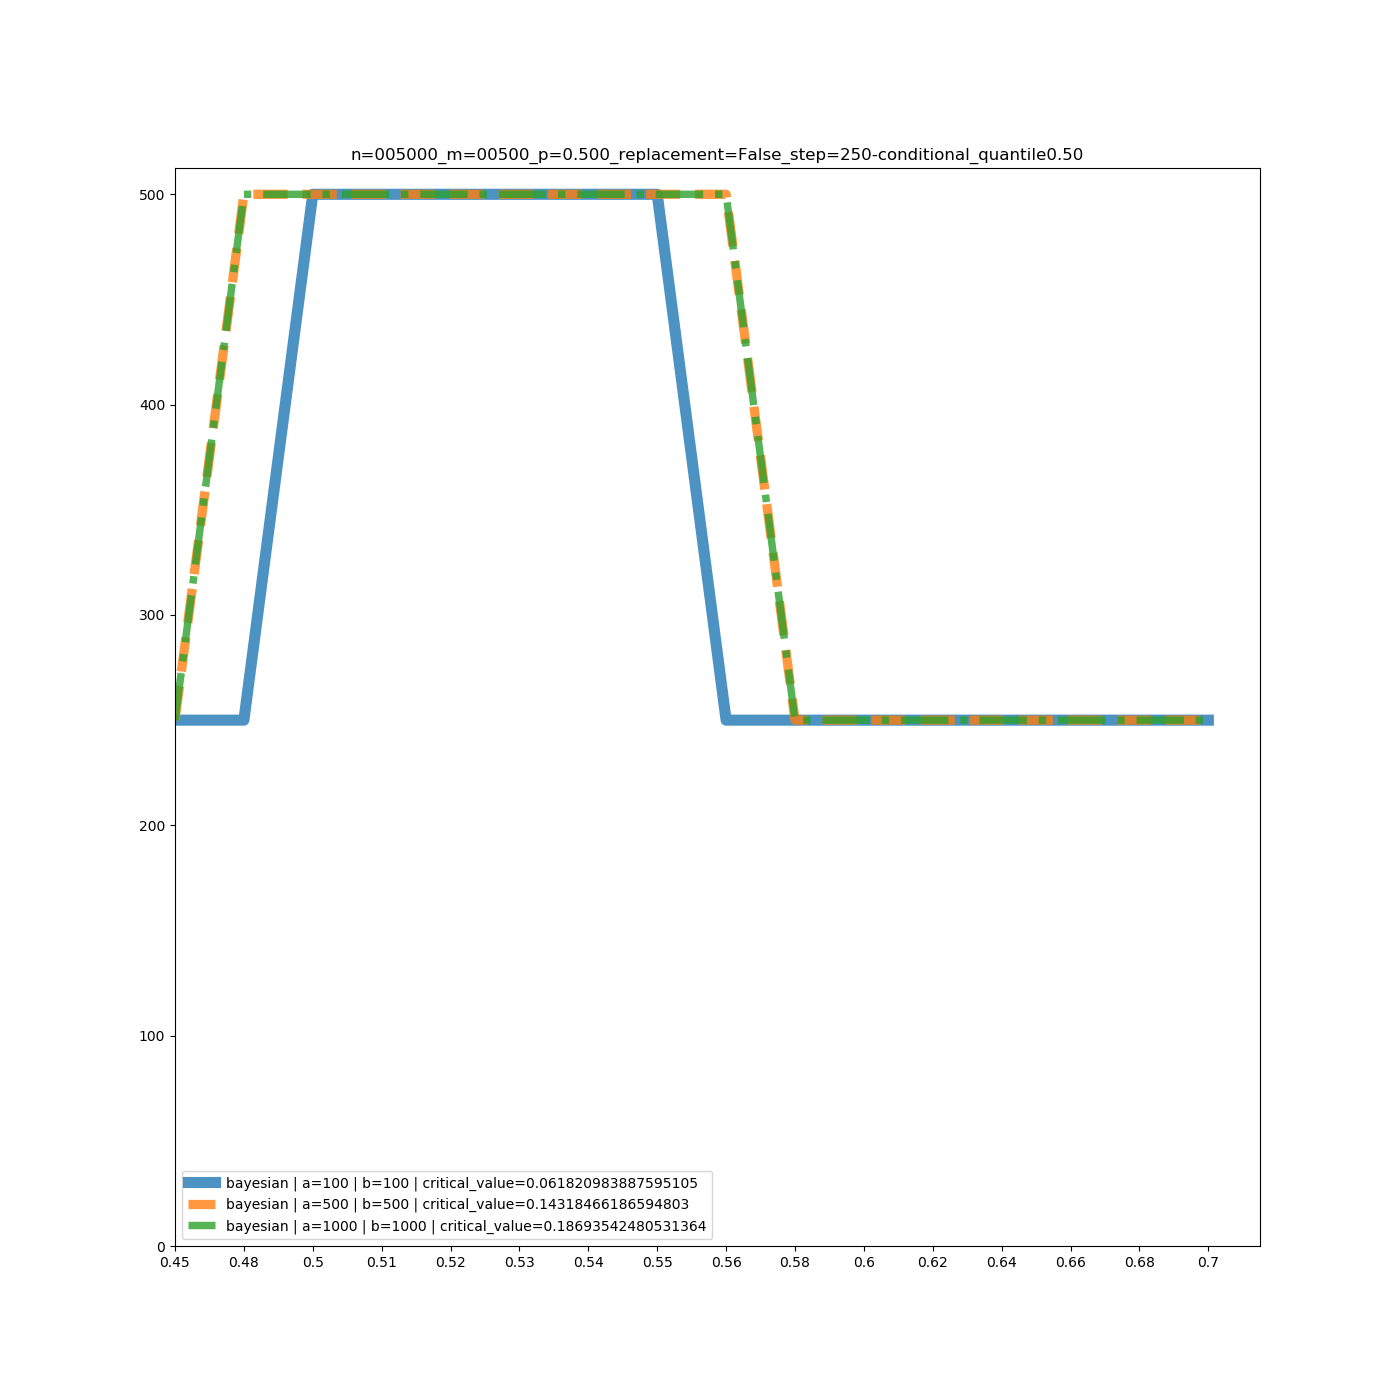 n=005000_m=00500_p=0.500_replacement=False_step=250-conditional_quantile0.50
500
400
300
200
100
0
bayesian | a=100 | b=100 | critical_value=0.061820983887595105
bayesian | a=500 | b=500 | critical_value=0.14318466186594803
bayesian | a=1000 | b=1000 | critical_value=0.18693542480531364
0.45 0.48 0.5 0.51 0.52 0.53 0.54 0.55 0.56 0.58 0.6 0.62 0.64 0.66 0.68 0.7